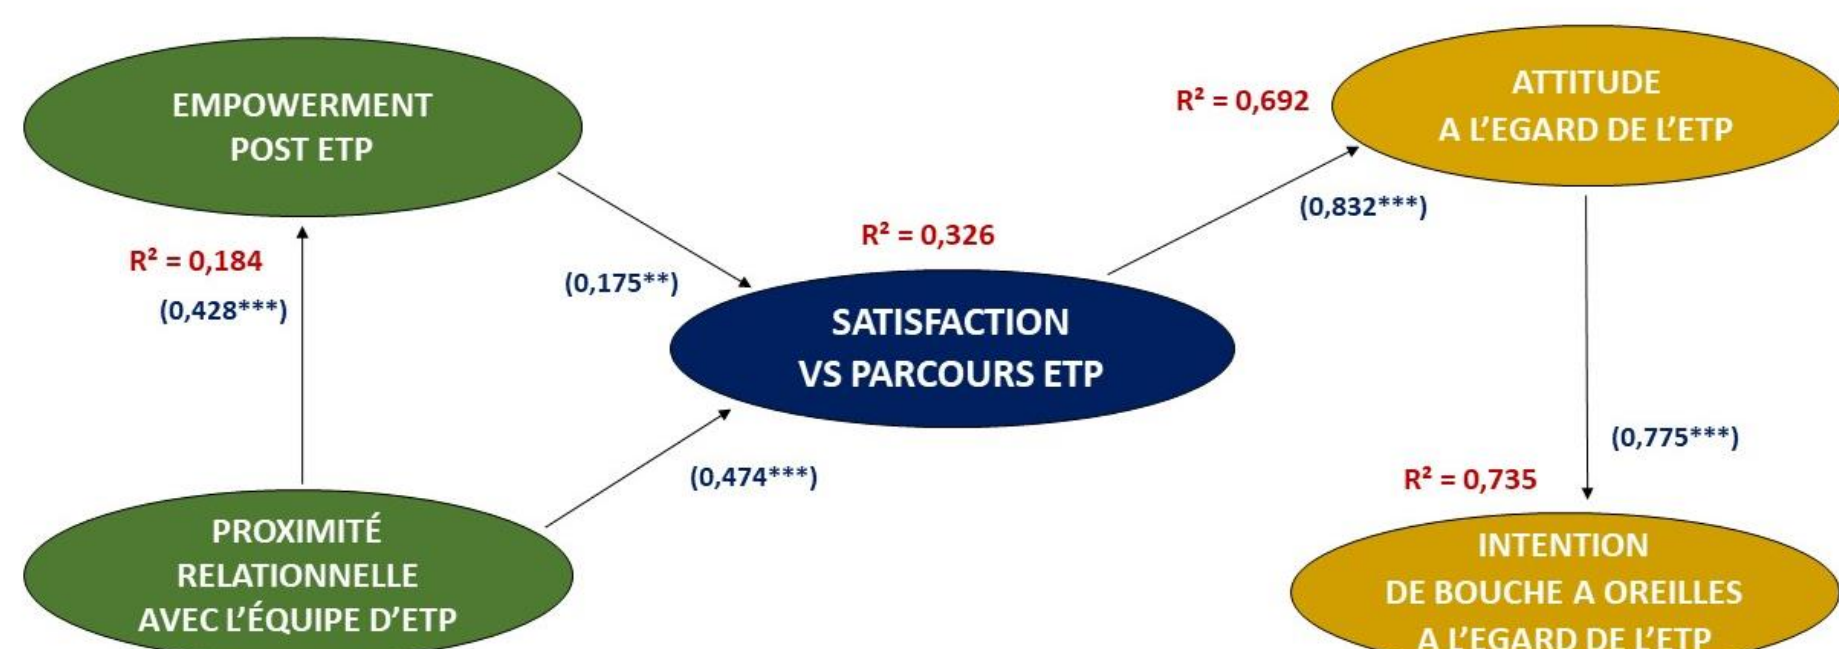 EMPOWERMENT
POST ETP
R² = 0,184
(0,428***)
PROXIMITÉ
RELATIONNELLE
AVEC L’ÉQUIPE D’ETP
(0,175**)
(0,474***)
R² = 0,326
SATISFACTION
VS PARCOURS ETP
R² = 0,692
(0,832***)
ATTITUDE
A L’EGARD DE L’ETP
(0,775***)
R² = 0,735
INTENTION
DE BOUCHE A OREILLES
A L’EGARD DE L’ETP